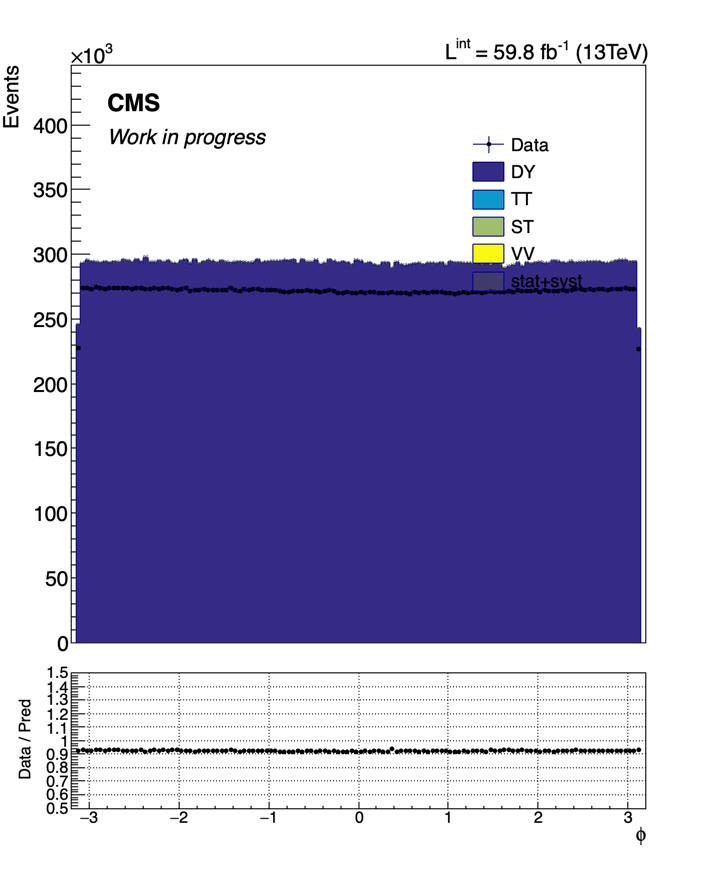 ×10³
L^int = 59.8 fb⁻¹ (13TeV)
Events
CMS
Work in progress
Data
DY
TT
ST
VV
stat+syst
400
350
300
250
200
150
100
50
0
Data / Pred
1.5
1.4
1.3
1.2
1.1
1
0.9
0.8
0.7
0.6
0.5
−3 −2 −1 0 1 2 3
ϕ